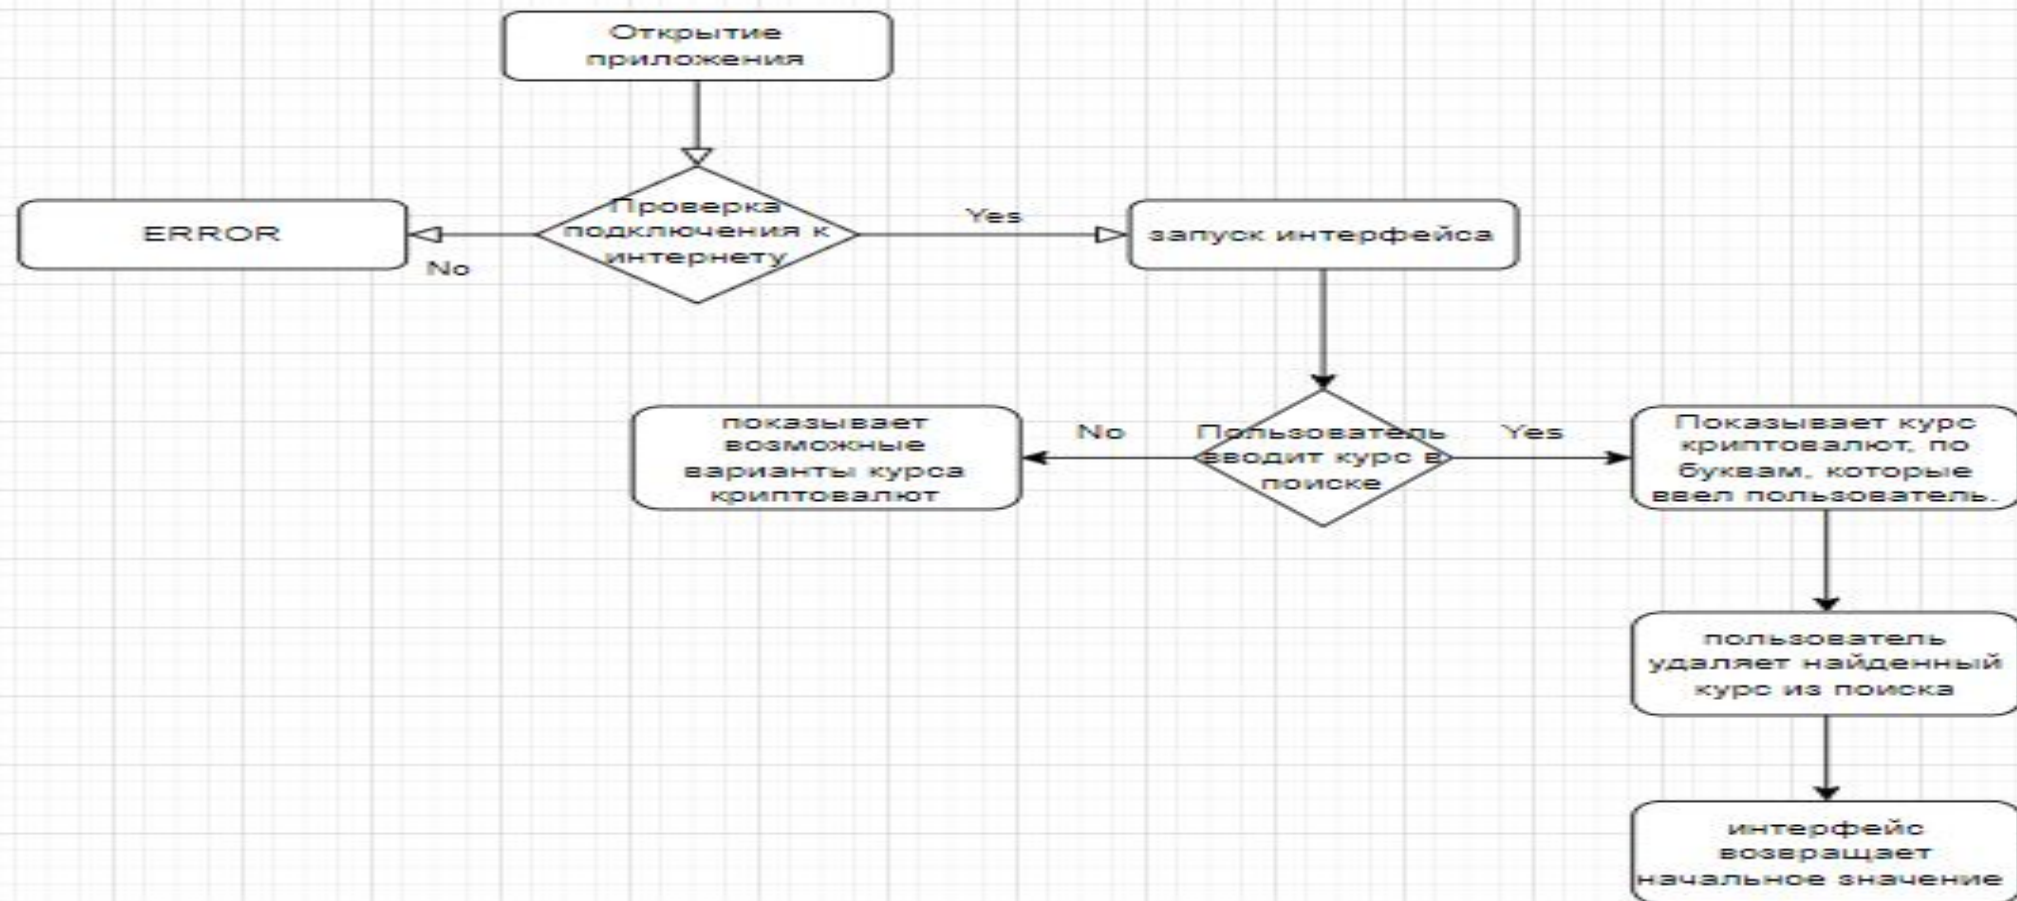 Открытие
приложения
Проверка
подключения к
интернету
ERROR
No
Yes
запуск интерфейса
Пользователь
вводит курс в
поиске
No
показывает
возможные
варианты курса
криптовалют
Yes
Показывает курс
криптовалют, по
буквам, которые
ввел пользователь.
пользователь
удаляет найденный
курс из поиска
интерфейс
возвращает
начальное значение